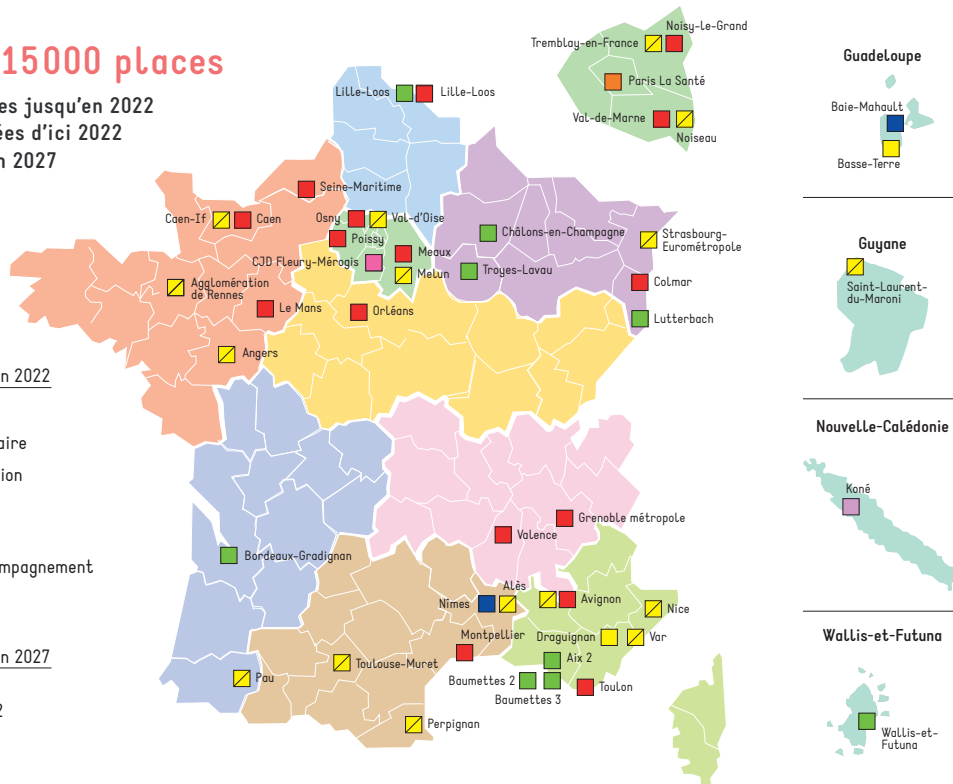 15000 places
es jusqu'en 2022
ées d'ici 2022
n 2027
n 2022
aire
ion
mpagnement
n 2027
2
Noisy-le-Grand
Tremblay-en-France
Paris La Santé
Val-de-Marne
Noiseau
Lille-Loos
Lille-Loos
Seine-Maritime
Caen-If
Caen
Osny
Val-d'Oise
Poissy
CJD Fleury-Mérogis
Meaux
Melun
Châlons-en-Champagne
Troyes-Lavau
Strasbourg-
Eurométropole
Colmar
Lutterbach
Agglomération
de Rennes
Le Mans
Orléans
Angers
Grenoble métropole
Valence
Bordeaux-Gradignan
Alès
Nîmes
Avignon
Nice
Montpellier
Draguignan
Var
Aix 2
Toulouse-Muret
Baumettes 2
Baumettes 3
Toulon
Pau
Perpignan
Guadeloupe
Baie-Mahault
Basse-Terre
Guyane
Saint-Laurent-
du-Maroni
Nouvelle-Calédonie
Koné
Wallis-et-Futuna
Wallis-et-
Futuna